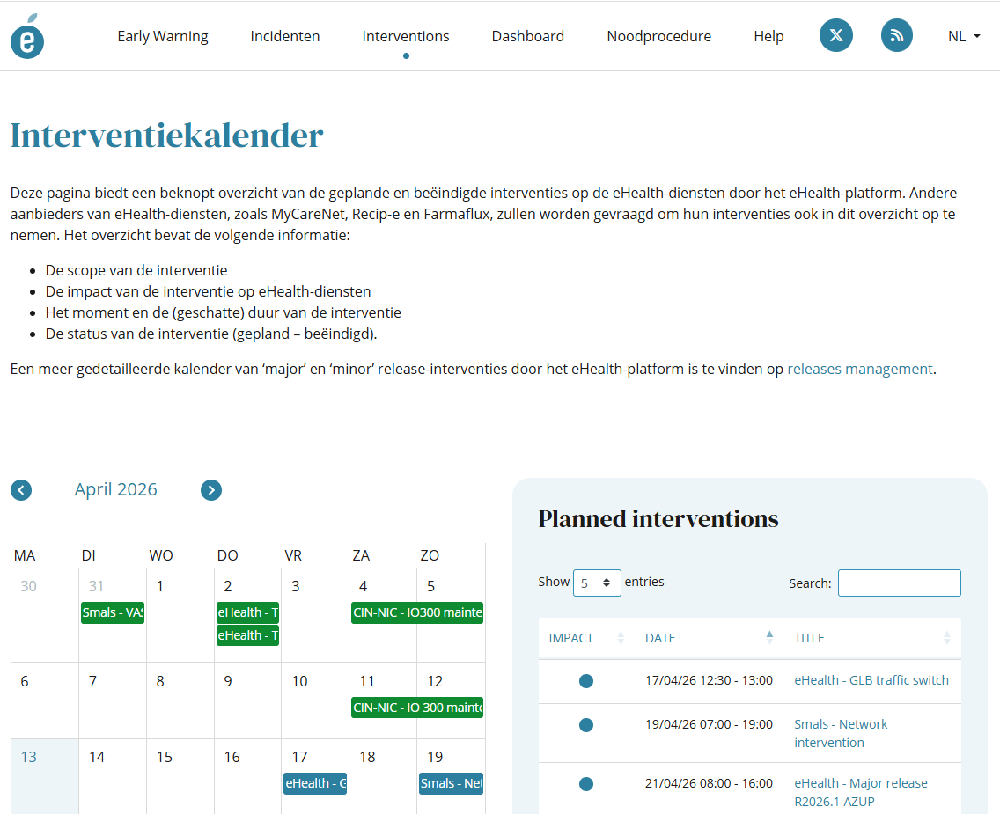 e
Early Warning Incidenten Interventions Dashboard Noodprocedure Help X NL
Interventiekalender
Deze pagina biedt een beknopt overzicht van de geplande en beëindigde interventies op de eHealth-diensten door het eHealth-platform. Andere
aanbieders van eHealth-diensten, zoals MyCareNet, Recip-e en Farmaflux, zullen worden gevraagd om hun interventies ook in dit overzicht op te
nemen. Het overzicht bevat de volgende informatie:
• De scope van de interventie
• De impact van de interventie op eHealth-diensten
• Het moment en de (geschatte) duur van de interventie
• De status van de interventie (gepland – beëindigd).
Een meer gedetailleerde kalender van ‘major’ en ‘minor’ release-interventies door het eHealth-platform is te vinden op releases management.
April 2026
MA DI WO DO VR ZA ZO
30 31 1 2 3 4 5
Smals - VAS eHealth - T CIN-NIC - IO300 mainte
eHealth - T
6 7 8 9 10 11 12
CIN-NIC - IO 300 mainte
13 14 15 16 17 18 19
eHealth - G Smals - Net
Planned interventions
Show 5 entries Search:
IMPACT DATE TITLE
17/04/26 12:30 - 13:00 eHealth - GLB traffic switch
19/04/26 07:00 - 19:00 Smals - Network
intervention
21/04/26 08:00 - 16:00 eHealth - Major release
R2026.1 AZUP